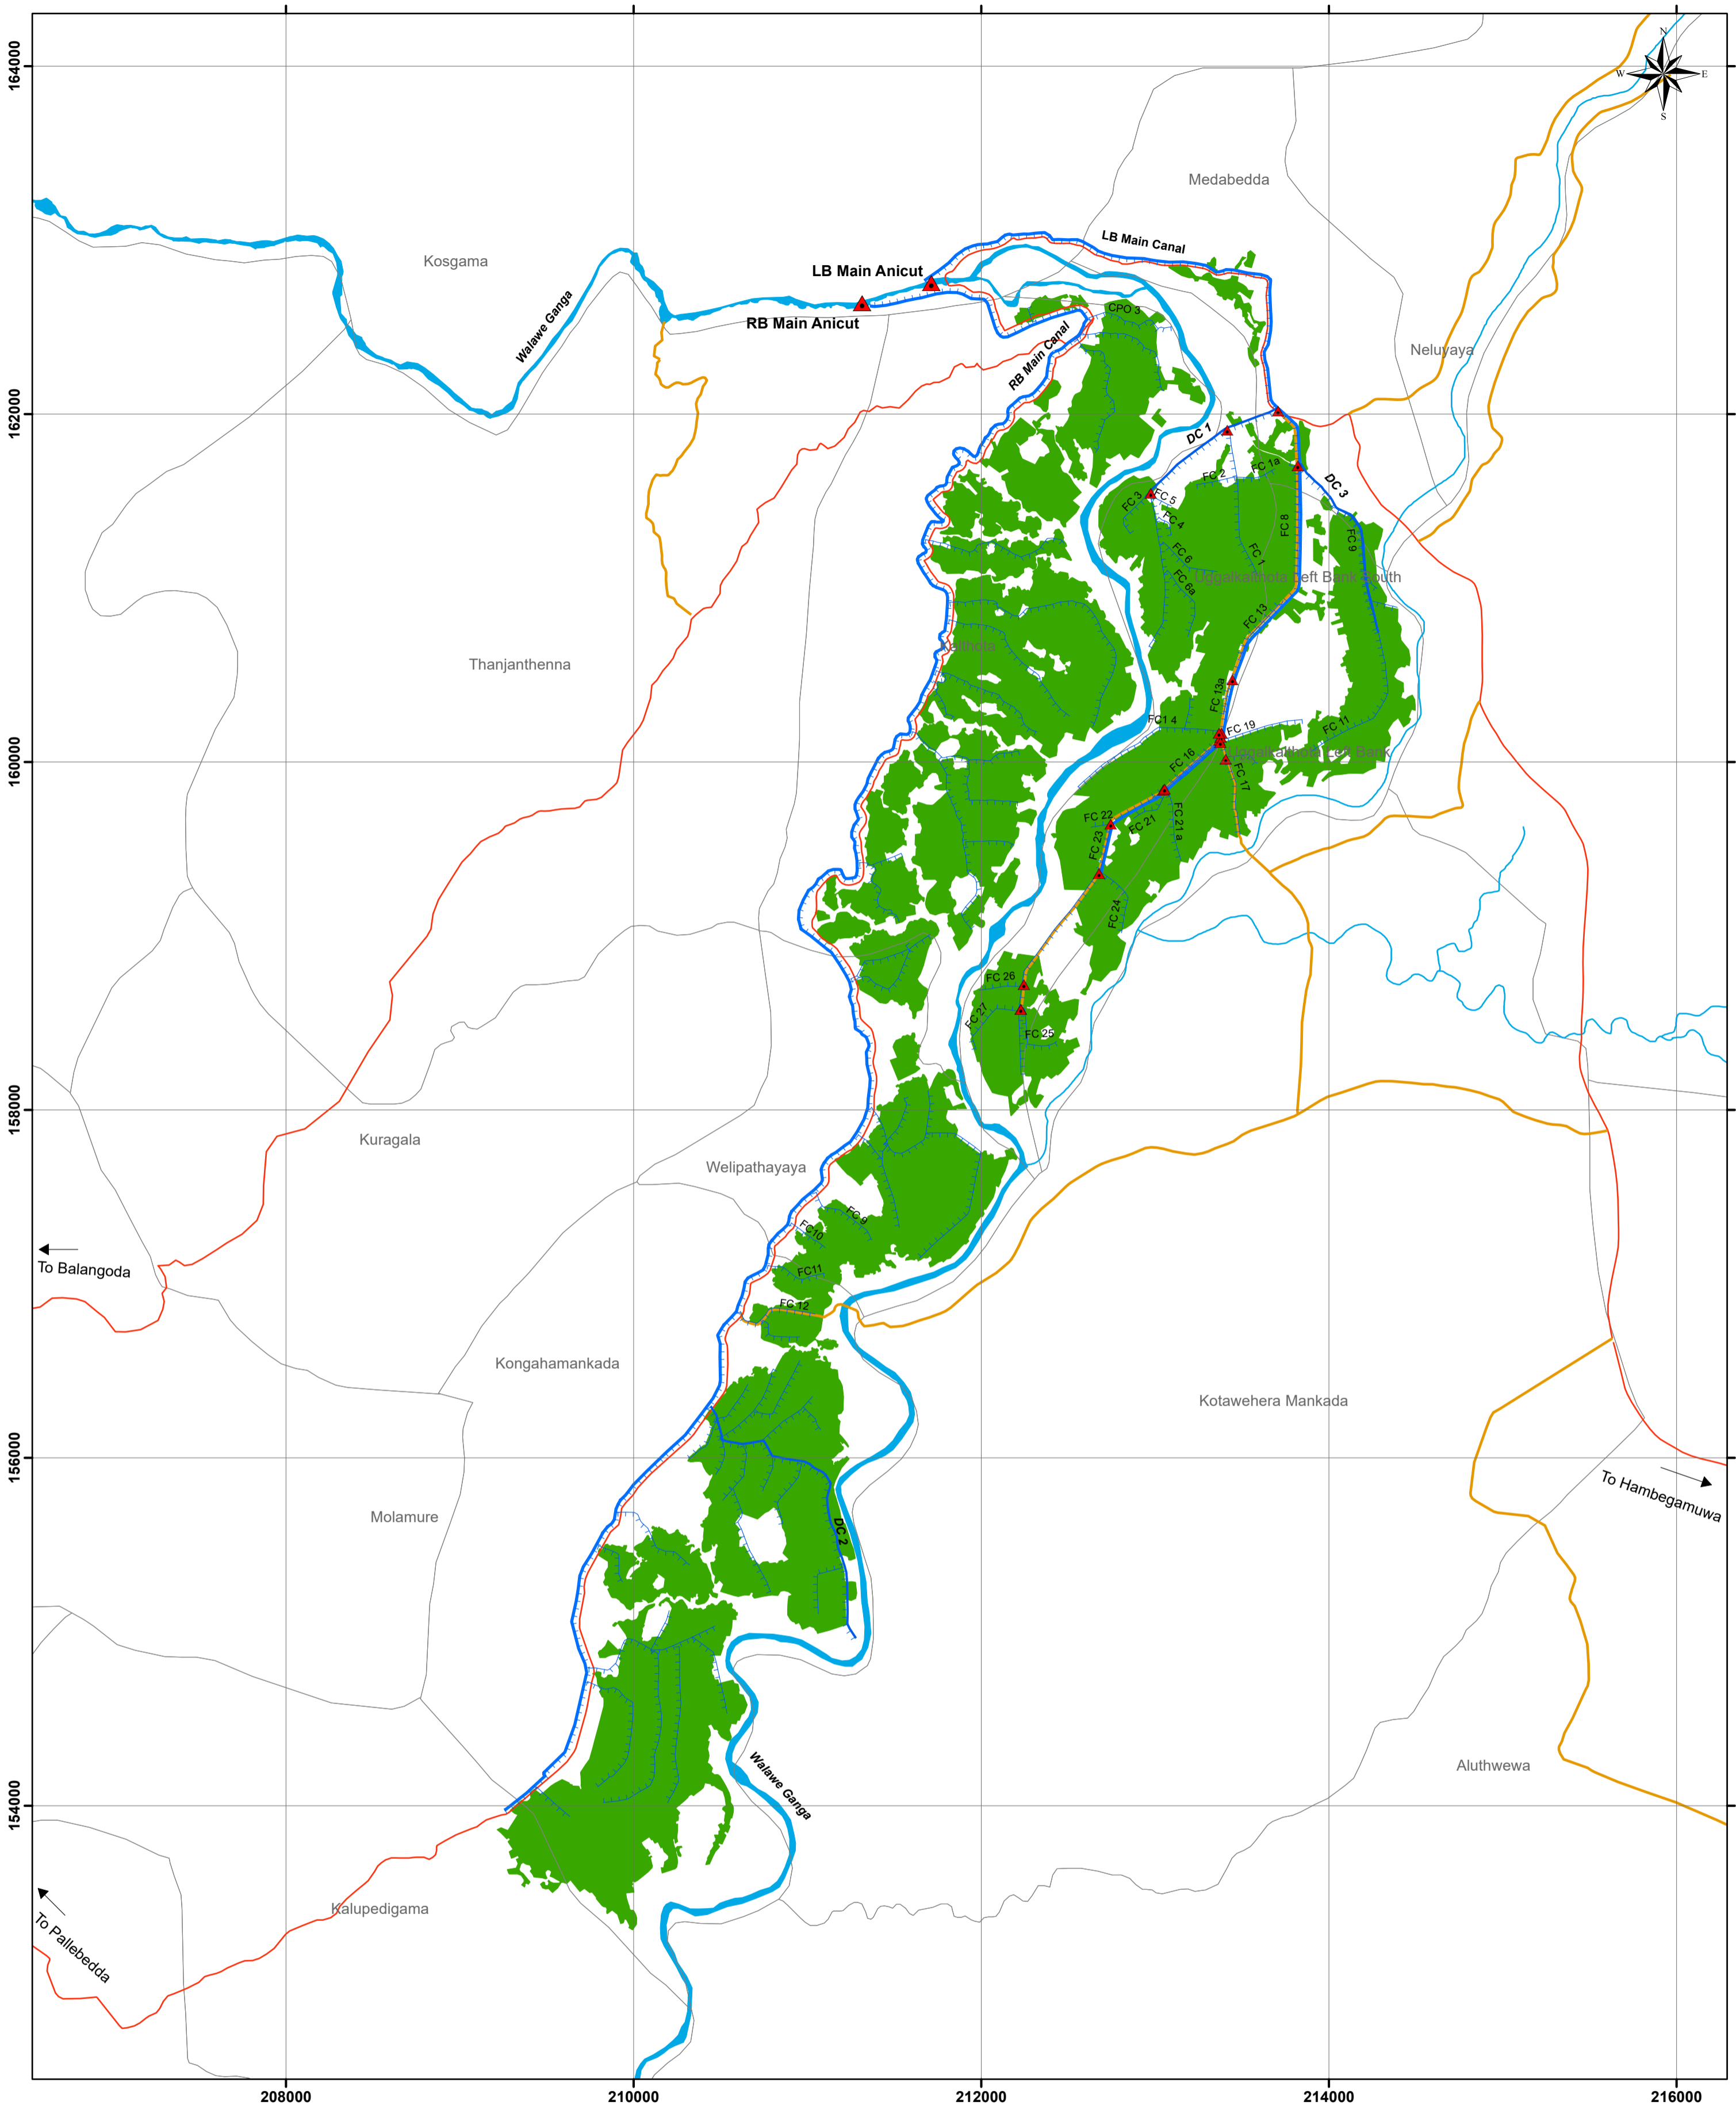 N
W
E
S
164000
Medabedda
LB Main Canal
Kosgama
LB Main Anicut
RB Main Anicut
Walawe Ganga
CPO 3
RB Main Canal
Neluyaya
162000
DC 1
FC 1a
FC 2
DC 3
FC 3
FC 5
FC 4
FC 8
FC 9
FC 6
FC 1
FC 6a
Uggalkalthota Left Bank South
FC 13
Kalthota
Thanjanthenna
FC 13a
FC1 4
FC 19
FC 11
Uggalkalthota Left Bank
FC 16
FC 17
160000
FC 22
FC 21
FC 21 a
FC 23
FC 24
FC 26
FC 27
FC 25
158000
Kuragala
Welipathayaya
FC 9
FC10
To Balangoda
FC11
FC 12
Kongahamankada
Kotawehera Mankada
156000
To Hambegamuwa
Molamure
DC 2
Walawe Ganga
Aluthwewa
154000
Kalupedigama
To Pallebedda
208000
210000
212000
214000
216000